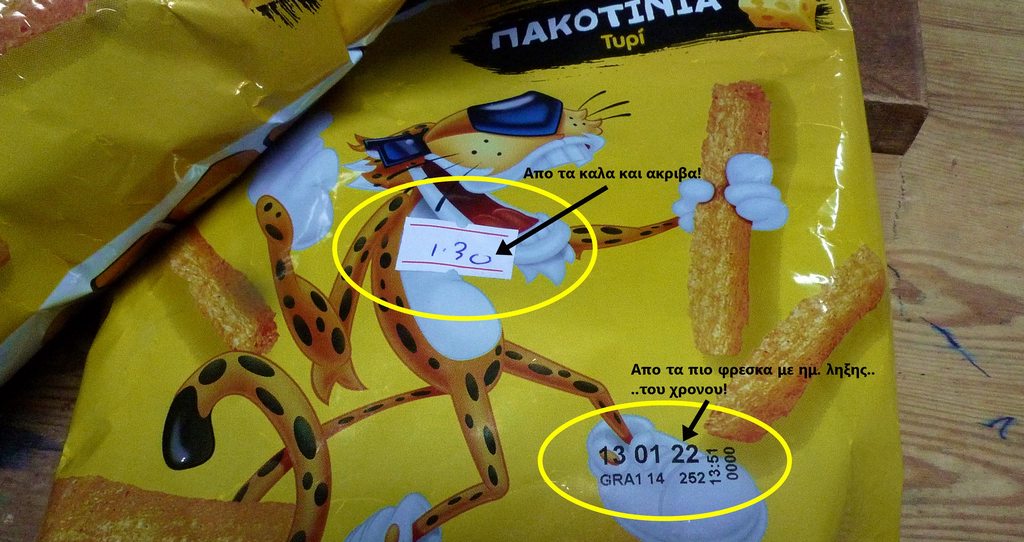 ΠΑΚΟΤΙΝΙΑ
Τυρί
Απο τα καλα και ακριβα!
1.30
Απο τα πιο φρεσκα με ημ. ληξης..
..του χρονου!
13 01 22
GRA1 14 252
13:51
0000